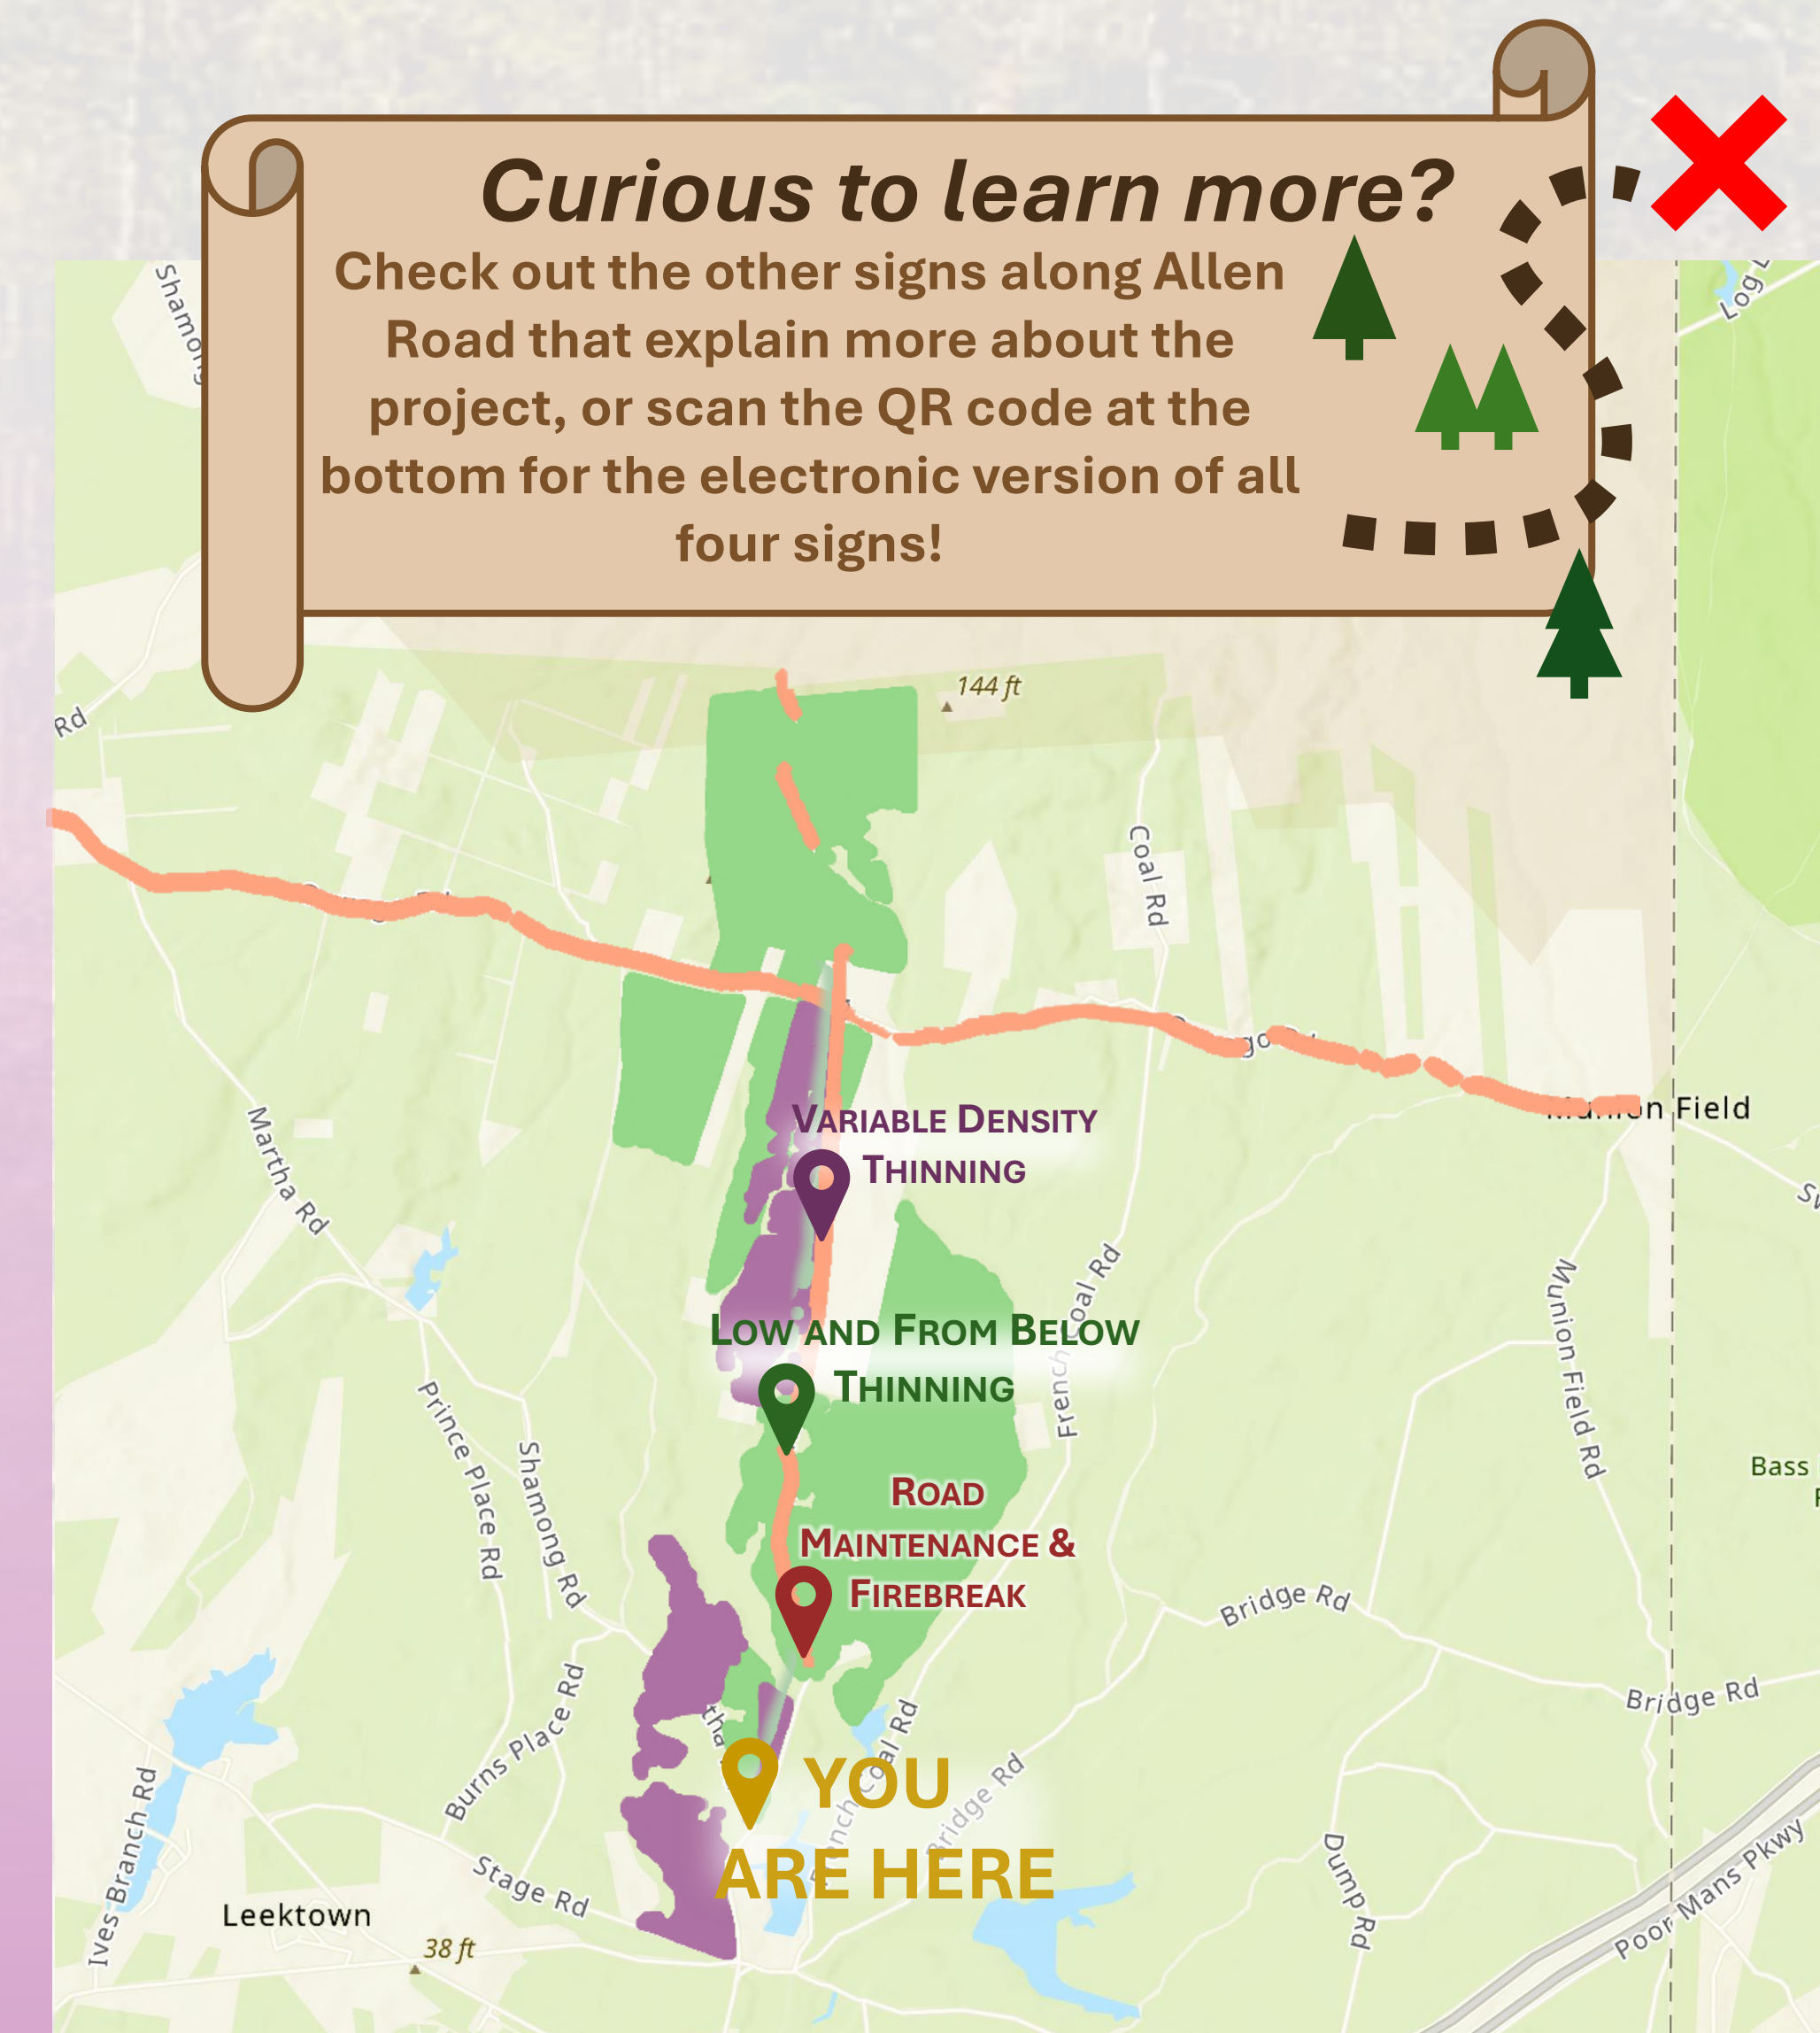 Curious to learn more?
Check out the other signs along Allen
Road that explain more about the
project, or scan the QR code at the
bottom for the electronic version of all
four signs!
Shamong
Log
Rd
144 ft
Coal Rd
Field
Martha Rd
VARIABLE DENSITY
THINNING
French Coal Rd
Munion Field Rd
LOW AND FROM BELOW
THINNING
Prince Place Rd
Shamong Rd
Bass
ROAD
MAINTENANCE &
FIREBREAK
Bridge Rd
Bridge Rd
Burns Place Rd
Coal Rd
Bridge Rd
YOU
ARE HERE
Ives Branch Rd
Stage Rd
Leektown
38 ft
Dump Rd
Poor Mans Pkwy